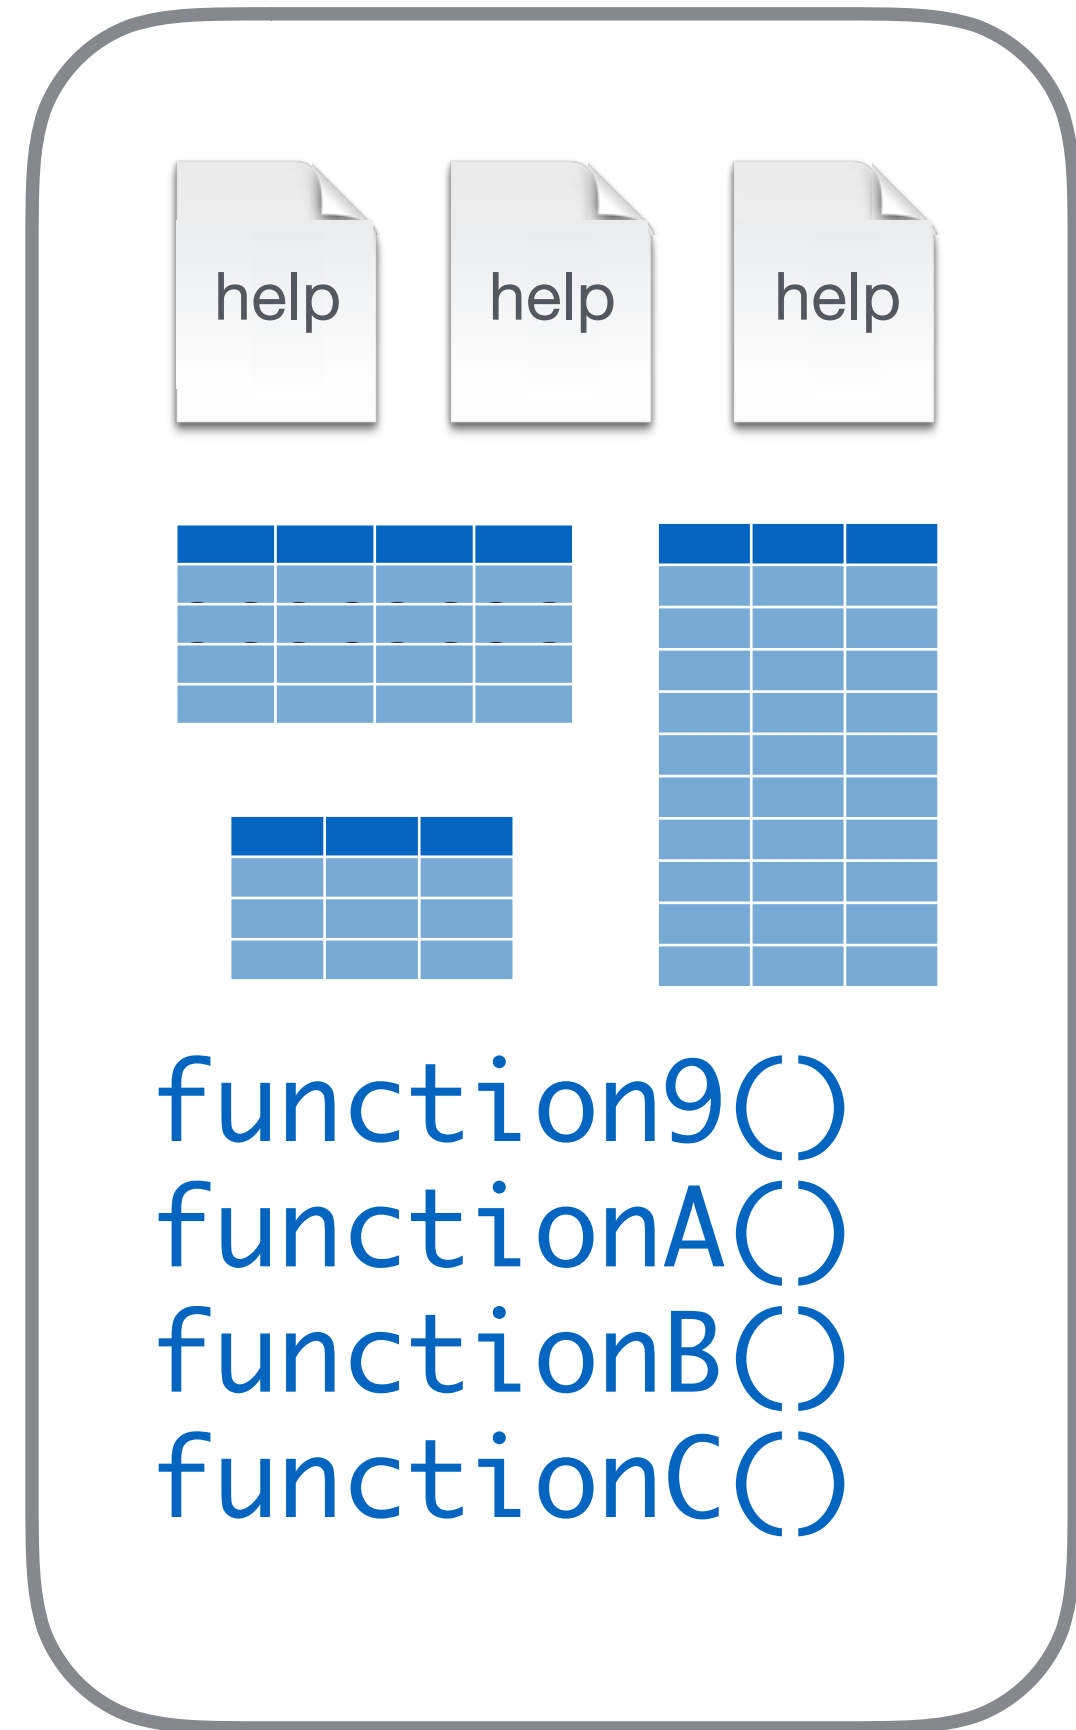 help help help
function9()
functionA()
functionB()
functionC()